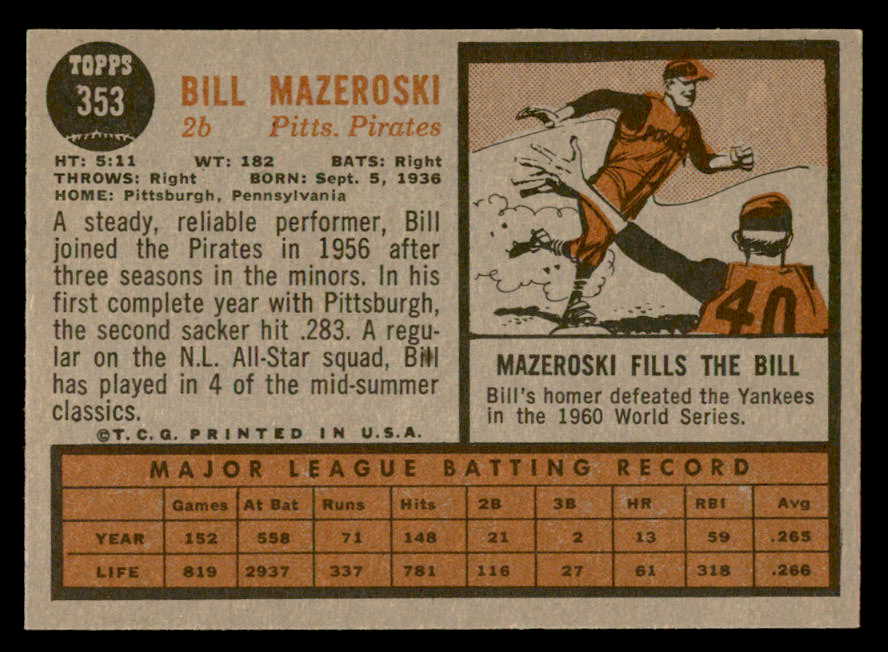 TOPPS
353
BILL MAZEROSKI
2b Pitts. Pirates
HT: 5:11 WT: 182 BATS: Right
THROWS: Right BORN: Sept. 5, 1936
HOME: Pittsburgh, Pennsylvania
A steady, reliable performer, Bill
joined the Pirates in 1956 after
three seasons in the minors. In his
first complete year with Pittsburgh,
the second sacker hit .283. A regu-
lar on the N.L. All-Star squad, Bill
has played in 4 of the mid-summer
classics.
©T.C.G. PRINTED IN U.S.A.
40
MAZEROSKI FILLS THE BILL
Bill's homer defeated the Yankees
in the 1960 World Series.
MAJOR LEAGUE BATTING RECORD
Games At Bat Runs Hits 2B 3B HR RBI Avg
YEAR 152 558 71 148 21 2 13 59 .265
LIFE 819 2937 337 781 116 27 61 318 .266